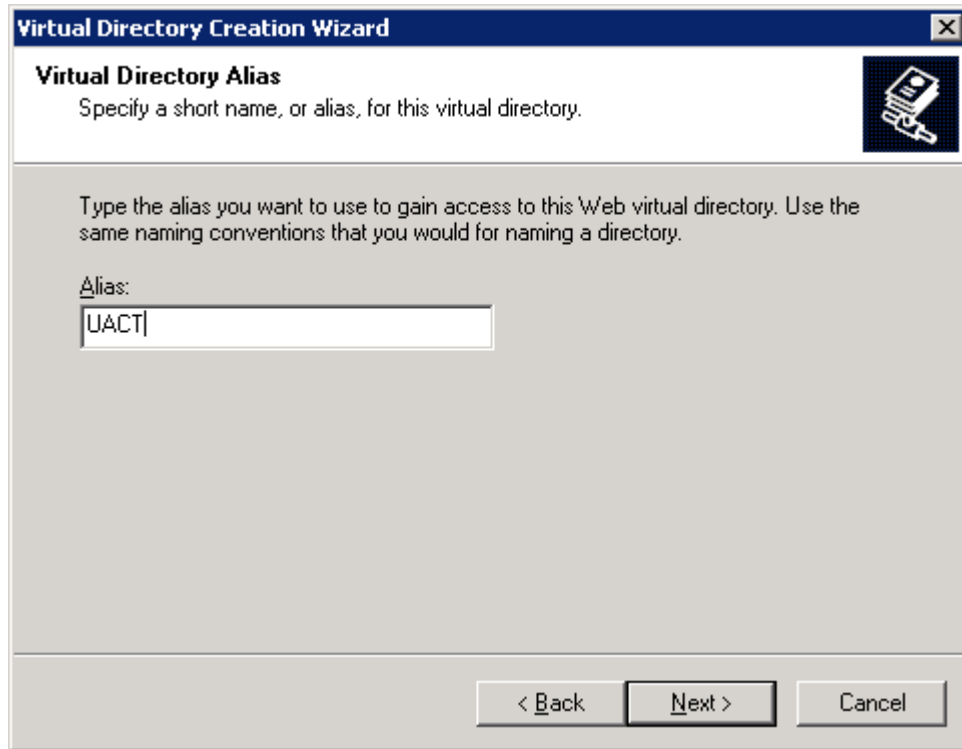 Virtual Directory Creation Wizard
Virtual Directory Alias
Specify a short name, or alias, for this virtual directory.
Type the alias you want to use to gain access to this Web virtual directory. Use the
same naming conventions that you would for naming a directory.
Alias:
UACT
< Back Next > Cancel